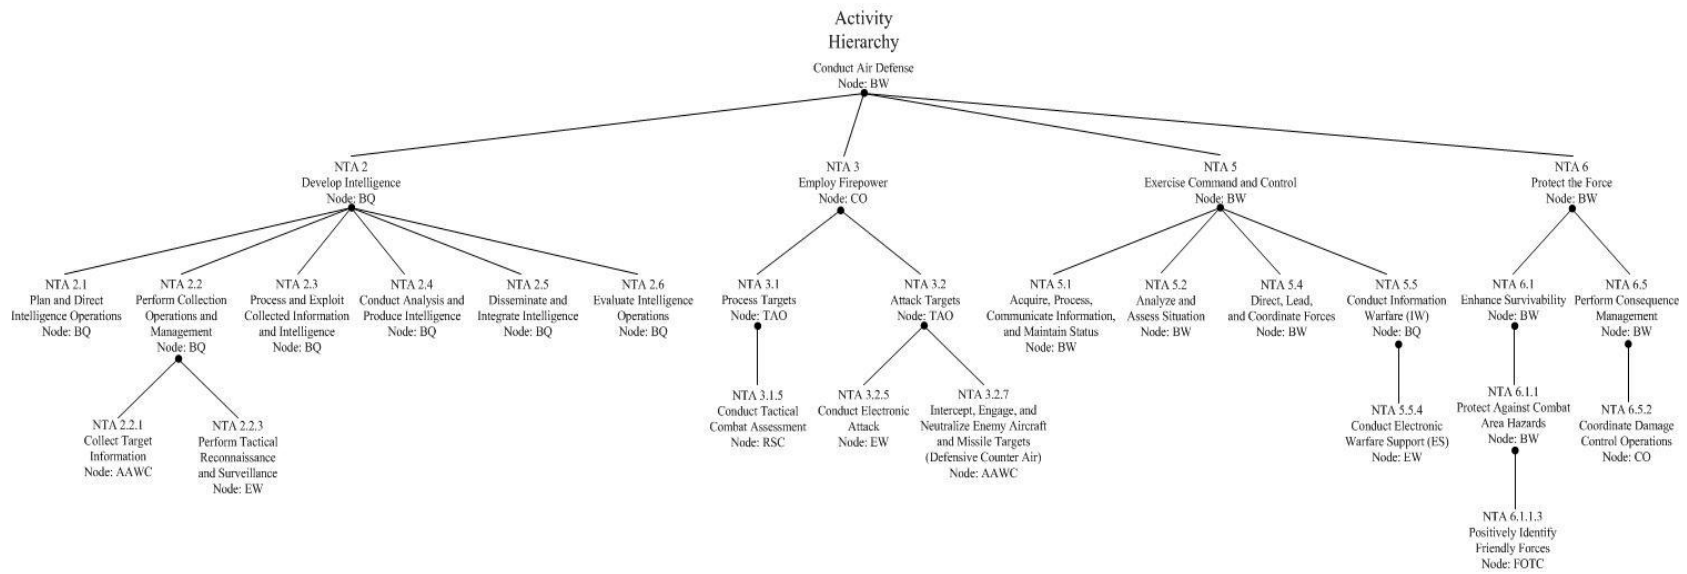 Activity
Hierarchy
Conduct Air Defense
Node: BW
NTA 2
Develop Intelligence
Node: BQ
NTA 3
Employ Firepower
Node: CO
NTA 5
Exercise Command and Control
Node: BW
NTA 6
Protect the Force
Node: BW
NTA 2.1
Plan and Direct
Intelligence Operations
Node: BQ
NTA 2.2
Perform Collection
Operations and
Management
Node: BQ
NTA 2.3
Process and Exploit
Collected Information
and Intelligence
Node: BQ
NTA 2.4
Conduct Analysis and
Produce Intelligence
Node: BQ
NTA 2.5
Disseminate and
Integrate Intelligence
Node: BQ
NTA 2.6
Evaluate Intelligence
Operations
Node: BQ
NTA 3.1
Process Targets
Node: TAO
NTA 3.2
Attack Targets
Node: TAO
NTA 5.1
Acquire, Process,
Communicate Information,
and Maintain Status
Node: BW
NTA 5.2
Analyze and
Assess Situation
Node: BW
NTA 5.4
Direct, Lead,
and Coordinate Forces
Node: BW
NTA 5.5
Conduct Information
Warfare (IW)
Node: BQ
NTA 6.1
Enhance Survivability
Node: BW
NTA 6.5
Perform Consequence
Management
Node: BW
NTA 2.2.1
Collect Target
Information
Node: AAWC
NTA 2.2.3
Perform Tactical
Reconnaissance
and Surveillance
Node: EW
NTA 3.1.5
Conduct Tactical
Combat Assessment
Node: RSC
NTA 3.2.5
Conduct Electronic
Attack
Node: EW
NTA 3.2.7
Intercept, Engage, and
Neutralize Enemy Aircraft
and Missile Targets
(Defensive Counter Air)
Node: AAWC
NTA 5.5.4
Conduct Electronic
Warfare Support (ES)
Node: EW
NTA 6.1.1
Protect Against Combat
Area Hazards
Node: BW
NTA 6.5.2
Coordinate Damage
Control Operations
Node: CO
NTA 6.1.1.3
Positively Identify
Friendly Forces
Node: FOTC